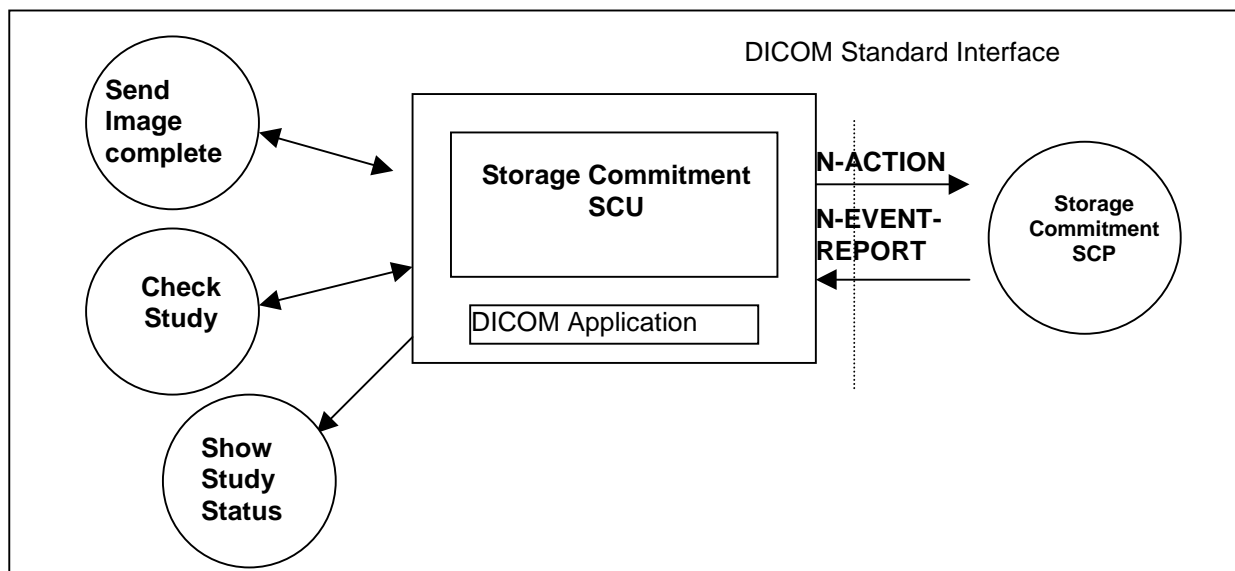 DICOM Standard Interface
Send
Image
complete
Storage Commitment
SCU
N-ACTION
N-EVENT-
REPORT
Storage
Commitment
SCP
Check
Study
DICOM Application
Show
Study
Status